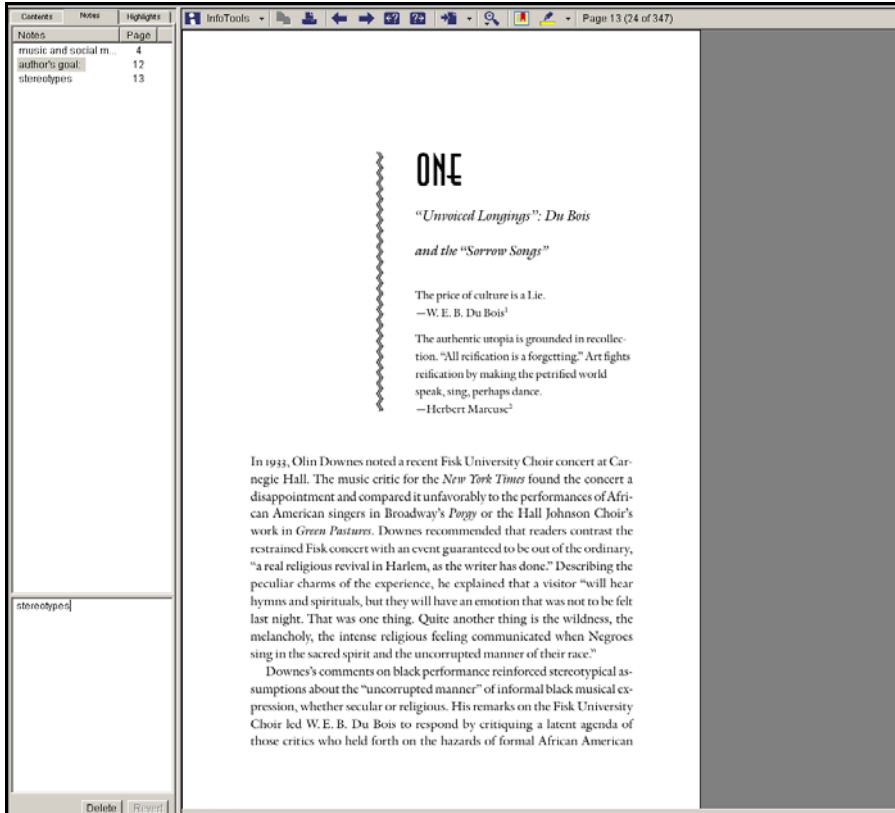 Contents Notes Highlights
InfoTools Page 13 (24 of 347)
Notes Page
music and social m... 4
author's goal: 12
stereotypes 13
ONE
"Unvoiced Longings": Du Bois
and the "Sorrow Songs"
The price of culture is a Lie.
—W. E. B. Du Bois1
The authentic utopia is grounded in recollec-
tion. "All reification is a forgetting." Art fights
reification by making the petrified world
speak, sing, perhaps dance.
—Herbert Marcuse2
In 1933, Olin Downes noted a recent Fisk University Choir concert at Car-
negie Hall. The music critic for the New York Times found the concert a
disappointment and compared it unfavorably to the performances of Afri-
can American singers in Broadway's Porgy or the Hall Johnson Choir's
work in Green Pastures. Downes recommended that readers contrast the
restrained Fisk concert with an event guaranteed to be out of the ordinary,
"a real religious revival in Harlem, as the writer has done." Describing the
peculiar charms of the experience, he explained that a visitor "will hear
hymns and spirituals, but they will have an emotion that was not to be felt
last night. That was one thing. Quite another thing is the wildness, the
melancholy, the intense religious feeling communicated when Negroes
sing in the sacred spirit and the uncorrupted manner of their race."
Downes's comments on black performance reinforced stereotypical as-
sumptions about the "uncorrupted manner" of informal black musical ex-
pression, whether secular or religious. His remarks on the Fisk University
Choir led W. E. B. Du Bois to respond by critiquing a latent agenda of
those critics who held forth on the hazards of formal African American
stereotypes
Delete Revert